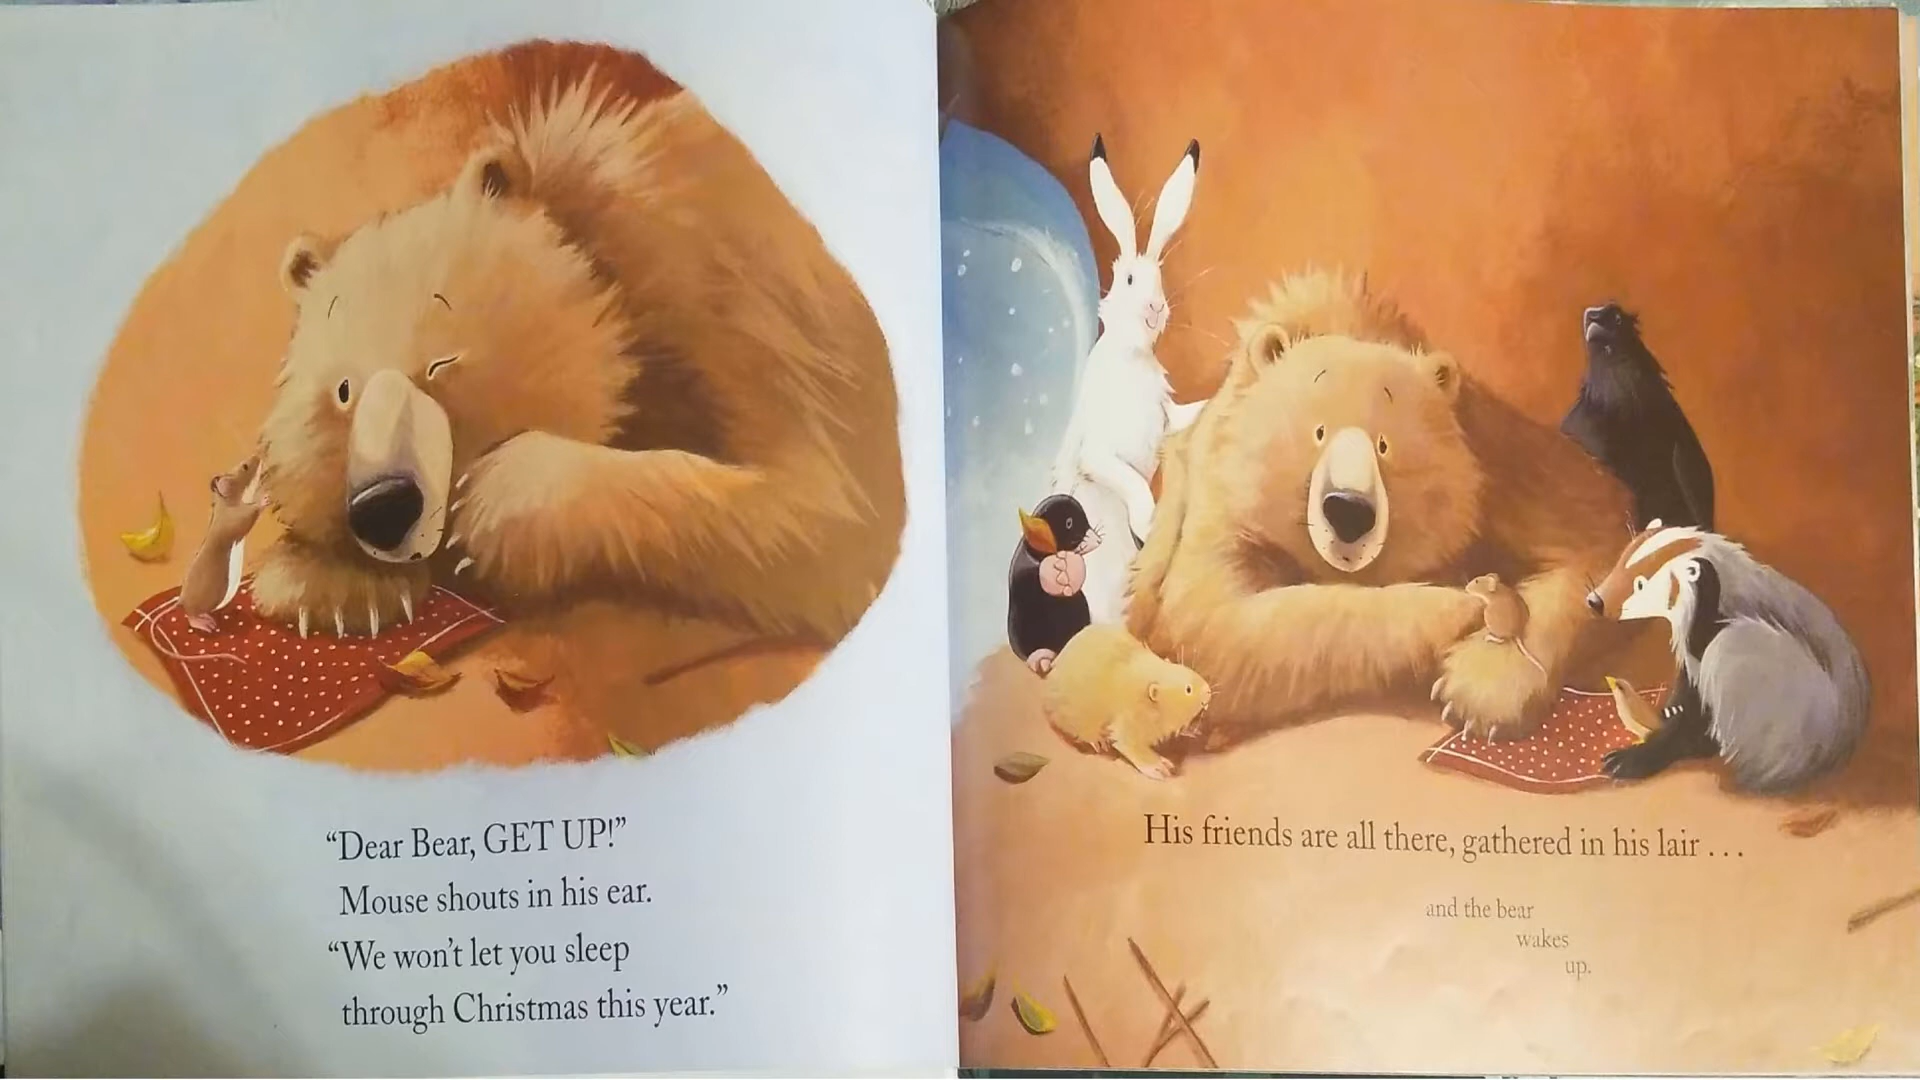 “Dear Bear, GET UP!”
Mouse shouts in his ear.
“We won’t let you sleep
through Christmas this year.”
His friends are all there, gathered in his lair . . .
and the bear
wakes
up.